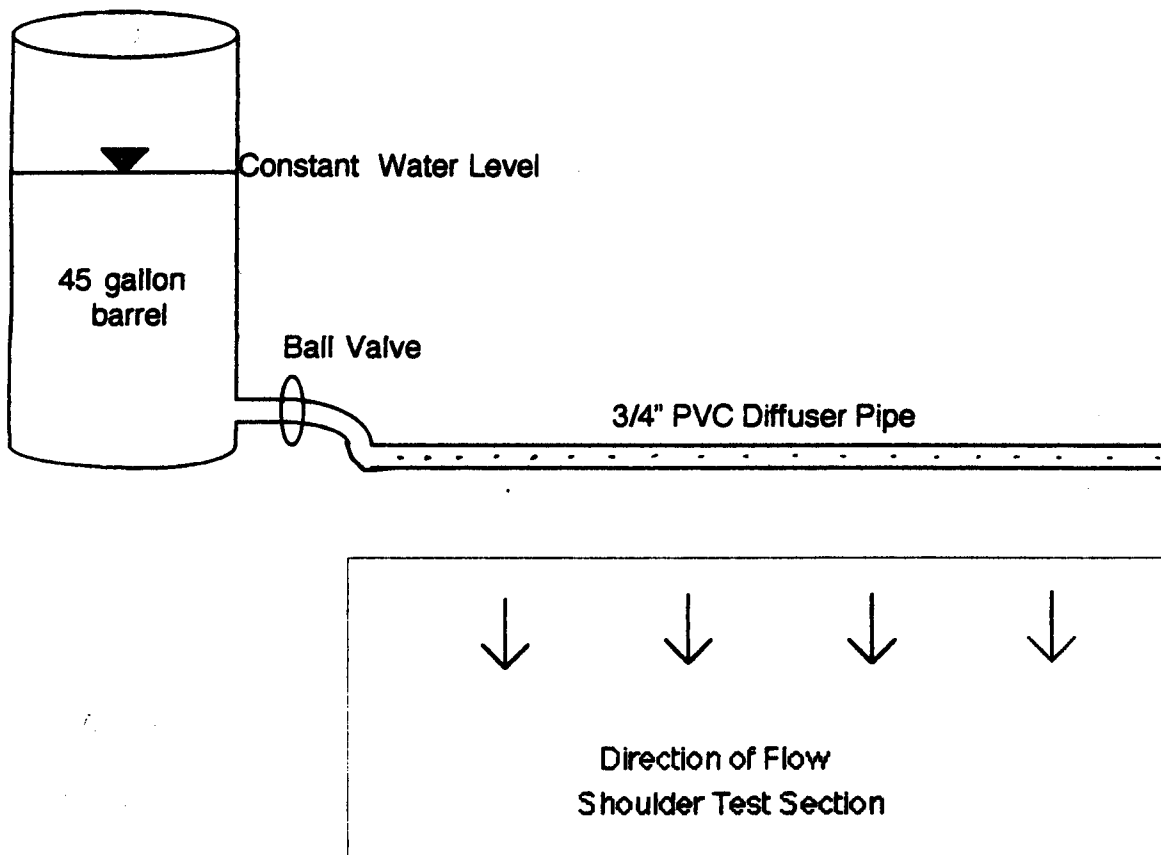 Constant Water Level
45 gallon
barrel
Ball Valve
3/4" PVC Diffuser Pipe
Direction of Flow
Shoulder Test Section